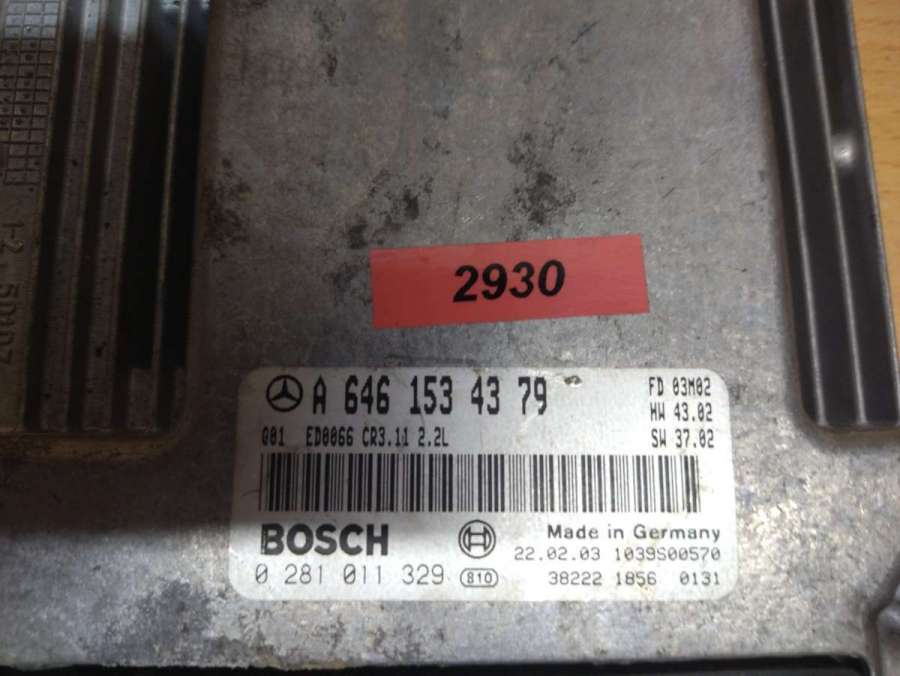 2930
A 646 153 43 79
FD 03M02
HW 43.02
G01 ED0066 CR3.11 2.2L
SW 37.02
BOSCH
Made in Germany
22.02.03 1039S00570
0 281 011 329 810
38222 1856 0131